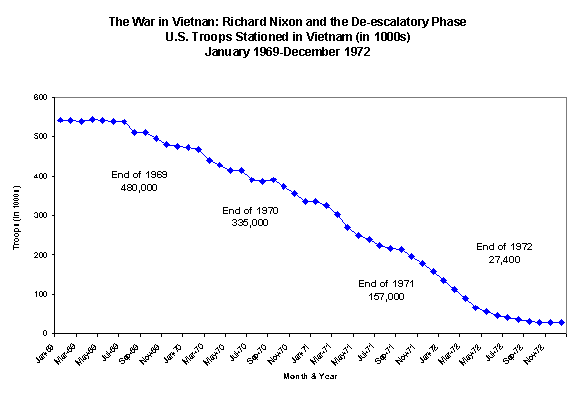 The War in Vietnan: Richard Nixon and the De-escalatory Phase
U.S. Troops Stationed in Vietnam (in 1000s)
January 1969-December 1972
Troops (in 1000s)
600
500
400
300
200
100
0
End of 1969
480,000
End of 1970
335,000
End of 1971
157,000
End of 1972
27,400
Jan-69
Mar-69
May-69
Jul-69
Sep-69
Nov-69
Jan-70
Mar-70
May-70
Jul-70
Sep-70
Nov-70
Jan-71
Mar-71
May-71
Jul-71
Sep-71
Nov-71
Jan-72
Mar-72
May-72
Jul-72
Sep-72
Nov-72
Month & Year